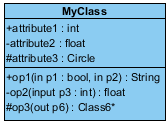 MyClass
+attribute1 : int
-attribute2 : float
#attribute3 : Circle
+op1(in p1 : bool, in p2) : String
-op2(input p3 : int) : float
#op3(out p6) : Class6*